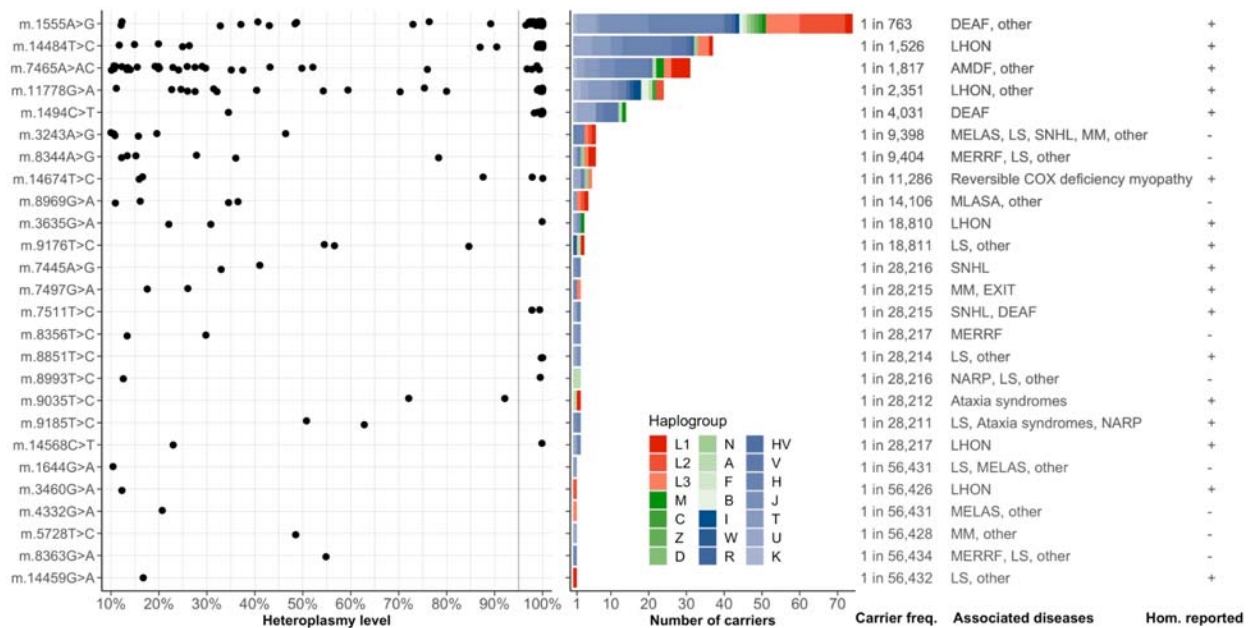 m.1555A>G 1 in 763 DEAF, other +
m.14484T>C 1 in 1,526 LHON +
m.7465A>AC 1 in 1,817 AMDF, other +
m.11778G>A 1 in 2,351 LHON, other +
m.1494C>T 1 in 4,031 DEAF +
m.3243A>G 1 in 9,398 MELAS, LS, SNHL, MM, other -
m.8344A>G 1 in 9,404 MERRF, LS, other -
m.14674T>C 1 in 11,286 Reversible COX deficiency myopathy +
m.8969G>A 1 in 14,106 MLASA, other -
m.3635G>A 1 in 18,810 LHON +
m.9176T>C 1 in 18,811 LS, other +
m.7445A>G 1 in 28,216 SNHL +
m.7497G>A 1 in 28,215 MM, EXIT +
m.7511T>C 1 in 28,215 SNHL, DEAF +
m.8356T>C 1 in 28,217 MERRF -
m.8851T>C 1 in 28,214 LS, other +
m.8993T>C 1 in 28,216 NARP, LS, other -
m.9035T>C 1 in 28,212 Ataxia syndromes +
m.9185T>C 1 in 28,211 LS, Ataxia syndromes, NARP +
m.14568C>T 1 in 28,217 LHON +
m.1644G>A 1 in 56,431 LS, MELAS, other -
m.3460G>A 1 in 56,426 LHON +
m.4332G>A 1 in 56,431 MELAS, other -
m.5728T>C 1 in 56,428 MM, other -
m.8363G>A 1 in 56,434 MERRF, LS, other -
m.14459G>A 1 in 56,432 LS, other +
Haplogroup
L1 N HV
L2 A V
L3 F H
M B J
C I T
Z W U
D R K
10% 20% 30% 40% 50% 60% 70% 80% 90% 100% 1 10 20 30 40 50 60 70
Heteroplasmy level Number of carriers Carrier freq. Associated diseases Hom. reported